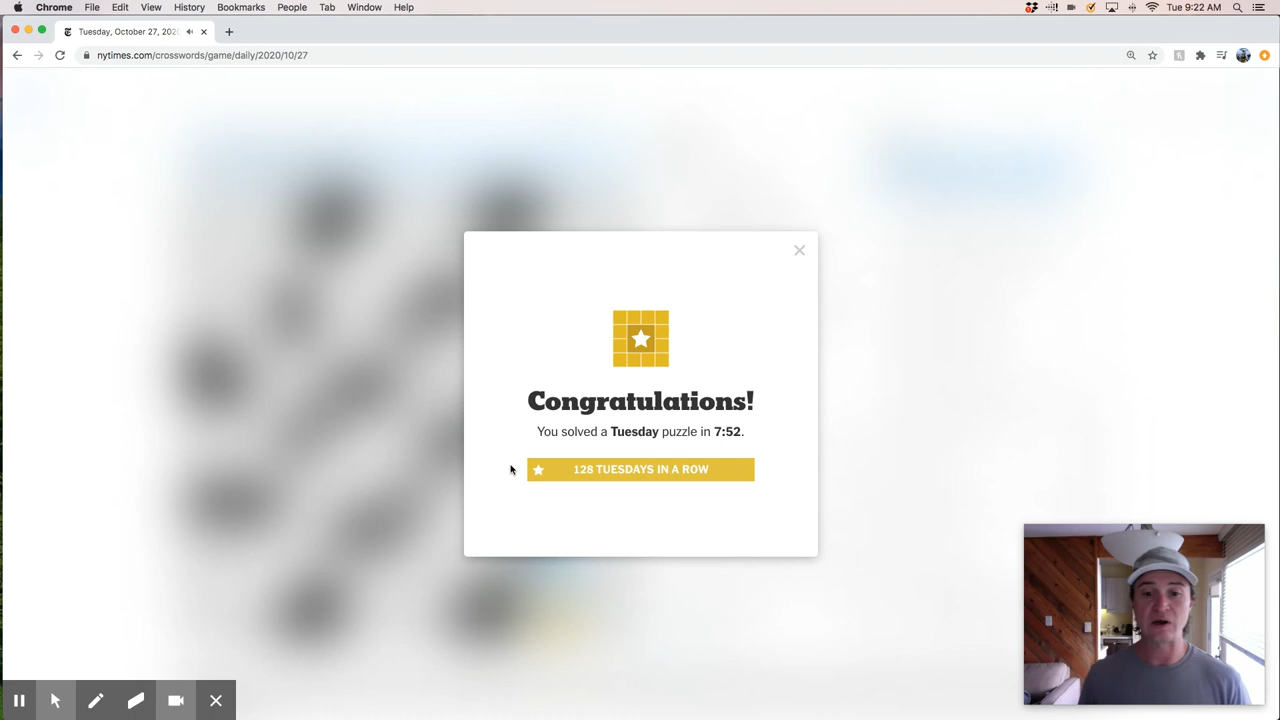 Chrome File Edit View History Bookmarks People Tab Window Help Tue 9:22 AM
Tuesday, October 27, 202
nytimes.com/crosswords/game/daily/2020/10/27
Congratulations!
You solved a Tuesday puzzle in 7:52.
128 TUESDAYS IN A ROW